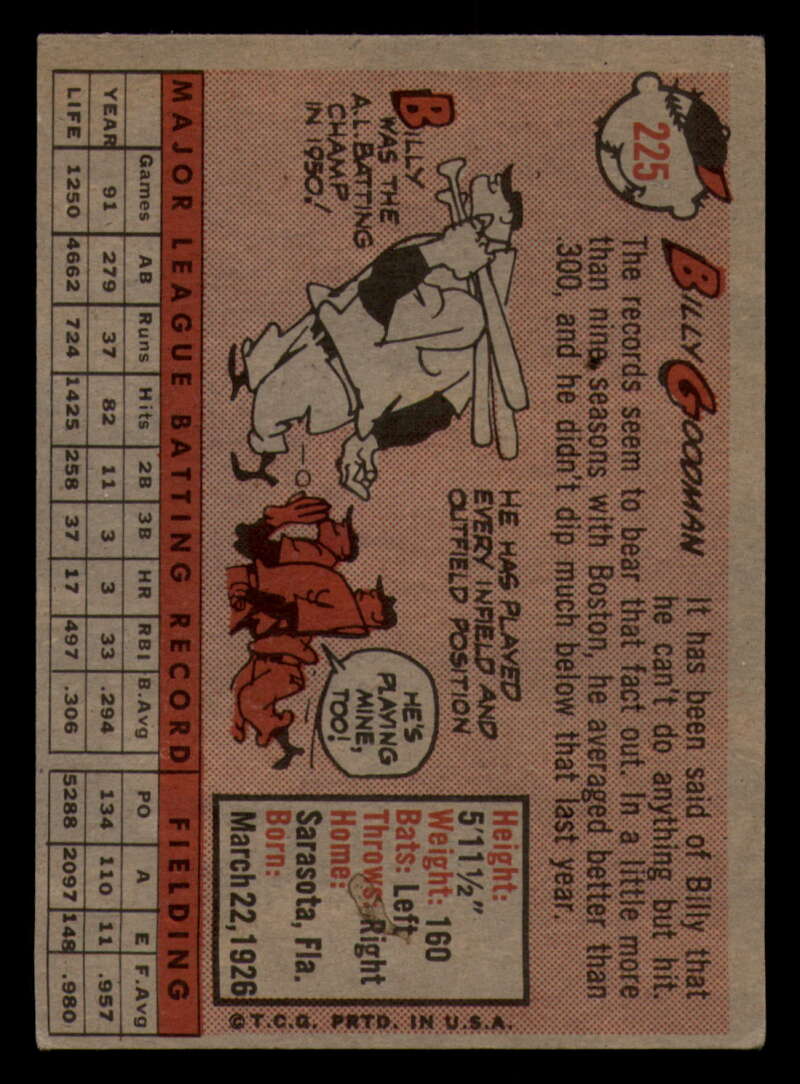 225
BILLY GOODMAN
It has been said of Billy that
he can't do anything but hit.
The records seem to bear that fact out. In a little more
than nine seasons with Boston, he averaged better than
.300, and he didn't dip much below that last year.
BILLY
WAS THE
A.L. BATTING
CHAMP
IN 1950!
HE HAS PLAYED
EVERY INFIELD AND
OUTFIELD POSITION
HE'S
PLAYING
MINE,
TOO!
Height:
5'11½"
Weight: 160
Bats: Left
Throws: Right
Home:
Sarasota, Fla.
Born:
March 22, 1926
© T.C.G. PRTD. IN U.S.A.
MAJOR LEAGUE BATTING RECORD FIELDING
Games AB Runs Hits 2B 3B HR RBI B.Avg PO A E F.Avg
YEAR 91 279 37 82 11 3 3 33 .294 134 110 11 .957
LIFE 1250 4662 724 1425 258 37 17 497 .306 5288 2097 148 .980